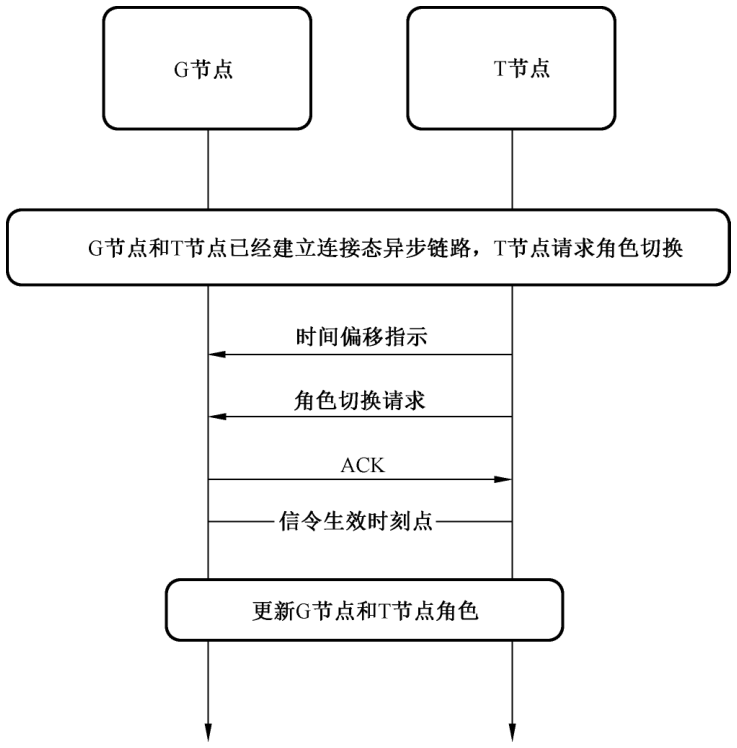 G节点
T节点
G节点和T节点已经建立连接态异步链路，T节点请求角色切换
时间偏移指示
角色切换请求
ACK
信令生效时刻点
更新G节点和T节点角色